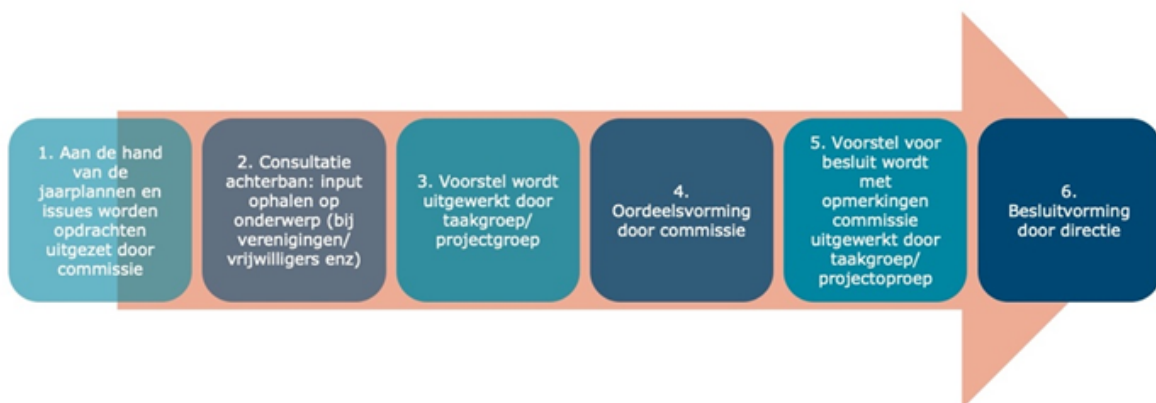 1. Aan de hand
van de
jaarplannen en
issues worden
opdrachten
uitgezet door
commissie
2. Consultatie
achterban: input
ophalen op
onderwerp (bij
verenigingen/
vrijwilligers enz)
3. Voorstel wordt
uitgewerkt door
taakgroep/
projectgroep
4.
Oordeelsvorming
door commissie
5. Voorstel voor
besluit wordt
met
opmerkingen
commissie
uitgewerkt door
taakgroep/
projectoproep
6.
Besluitvorming
door directie